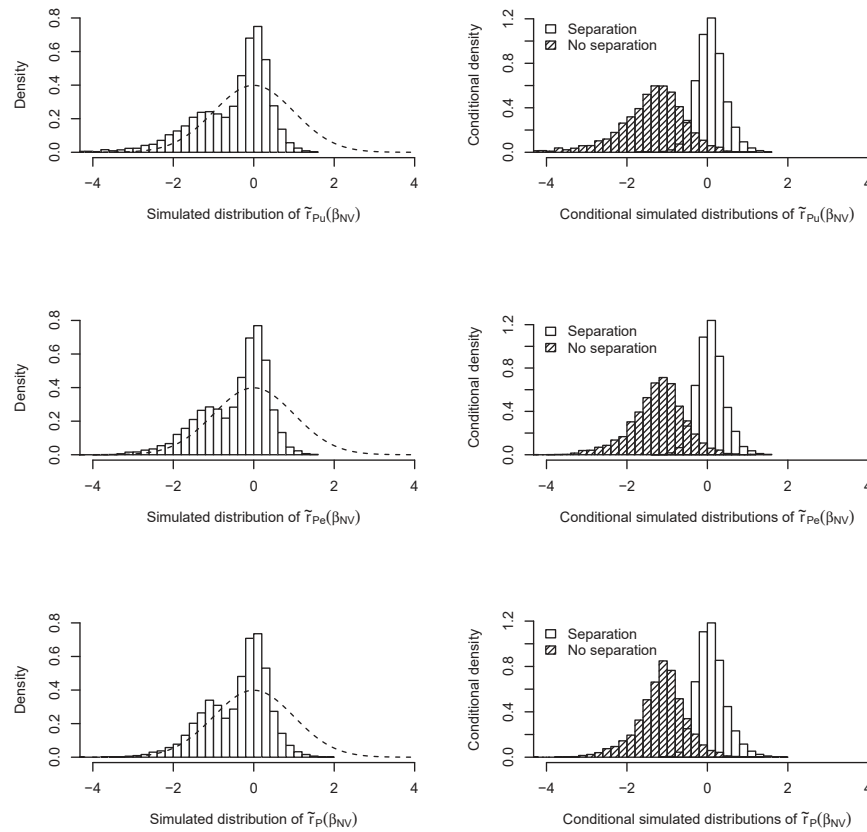 0.8
0.6
0.4
0.2
0.0
Density
−4 −2 0 2 4
Simulated distribution of r̃Pu(βNV)
1.2
0.8
0.4
0.0
Conditional density
Separation
No separation
−4 −2 0 2 4
Conditional simulated distributions of r̃Pu(βNV)
0.8
0.6
0.4
0.2
0.0
Density
−4 −2 0 2 4
Simulated distribution of r̃Pe(βNV)
1.2
0.8
0.4
0.0
Conditional density
Separation
No separation
−4 −2 0 2 4
Conditional simulated distributions of r̃Pe(βNV)
0.8
0.6
0.4
0.2
0.0
Density
−4 −2 0 2 4
Simulated distribution of r̃P(βNV)
1.2
0.8
0.4
0.0
Conditional density
Separation
No separation
−4 −2 0 2 4
Conditional simulated distributions of r̃P(βNV)